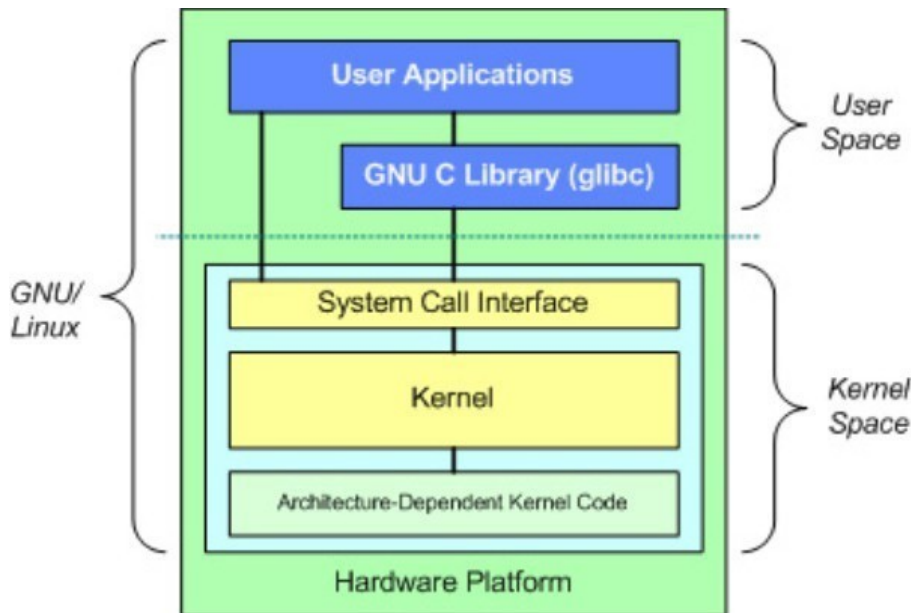 User Applications
GNU C Library (glibc)
User
Space
GNU/
Linux
System Call Interface
Kernel
Architecture-Dependent Kernel Code
Kernel
Space
Hardware Platform